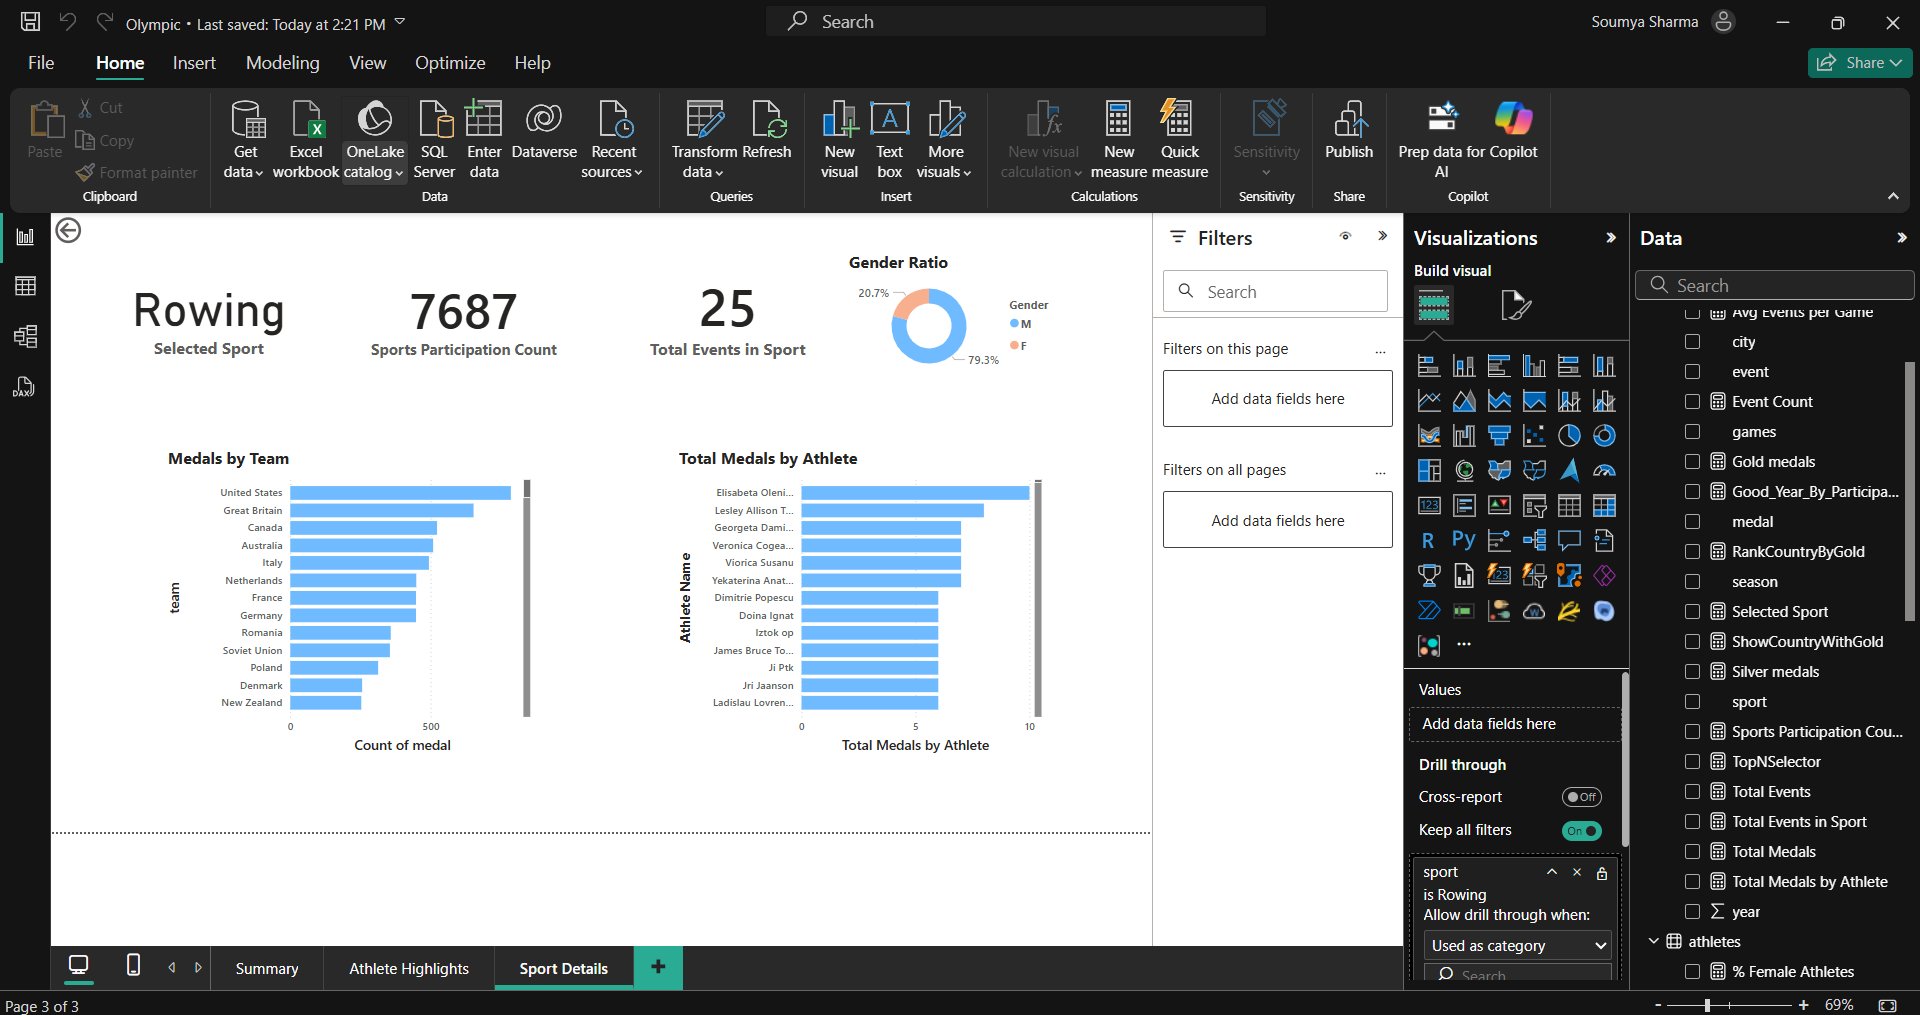 Olympic • Last saved: Today at 2:21 PM
Search
Soumya Sharma
File
Home
Insert
Modeling
View
Optimize
Help
Share
Paste
Cut
Copy
Format painter
Clipboard
Get data
Excel workbook
OneLake catalog
SQL Server
Enter data
Dataverse
Recent sources
Data
Transform data
Refresh
Queries
New visual
Text box
More visuals
Insert
New visual calculation
New measure
Quick measure
Calculations
Sensitivity
Sensitivity
Publish
Share
Prep data for AI
Copilot
Copilot
Rowing
Selected Sport
7687
Sports Participation Count
25
Total Events in Sport
Gender Ratio
20.7%
79.3%
Gender
M
F
Medals by Team
team
United States
Great Britain
Canada
Australia
Italy
Netherlands
France
Germany
Romania
Soviet Union
Poland
Denmark
New Zealand
0
500
Count of medal
Total Medals by Athlete
Athlete Name
Elisabeta Oleni...
Lesley Allison T...
Georgeta Dami...
Veronica Cogea...
Viorica Susanu
Yekaterina Anat...
Dimitrie Popescu
Doina Ignat
Iztok op
James Bruce To...
Ji Ptk
Jri Jaanson
Ladislau Lovren...
0
5
10
Total Medals by Athlete
Filters
Search
Filters on this page
...
Add data fields here
Filters on all pages
...
Add data fields here
Visualizations
Build visual
123
R
Py
123
...
Values
Add data fields here
Drill through
Cross-report
Off
Keep all filters
On
sport
is Rowing
Allow drill through when:
Used as category
Search
Data
Search
Avg Events per Game
city
event
Event Count
games
Gold medals
Good_Year_By_Participa...
medal
RankCountryByGold
season
Selected Sport
ShowCountryWithGold
Silver medals
sport
Sports Participation Cou...
TopNSelector
Total Events
Total Events in Sport
Total Medals
Total Medals by Athlete
year
athletes
% Female Athletes
DAX
Summary
Athlete Highlights
Sport Details
+
Page 3 of 3
-
+
69%